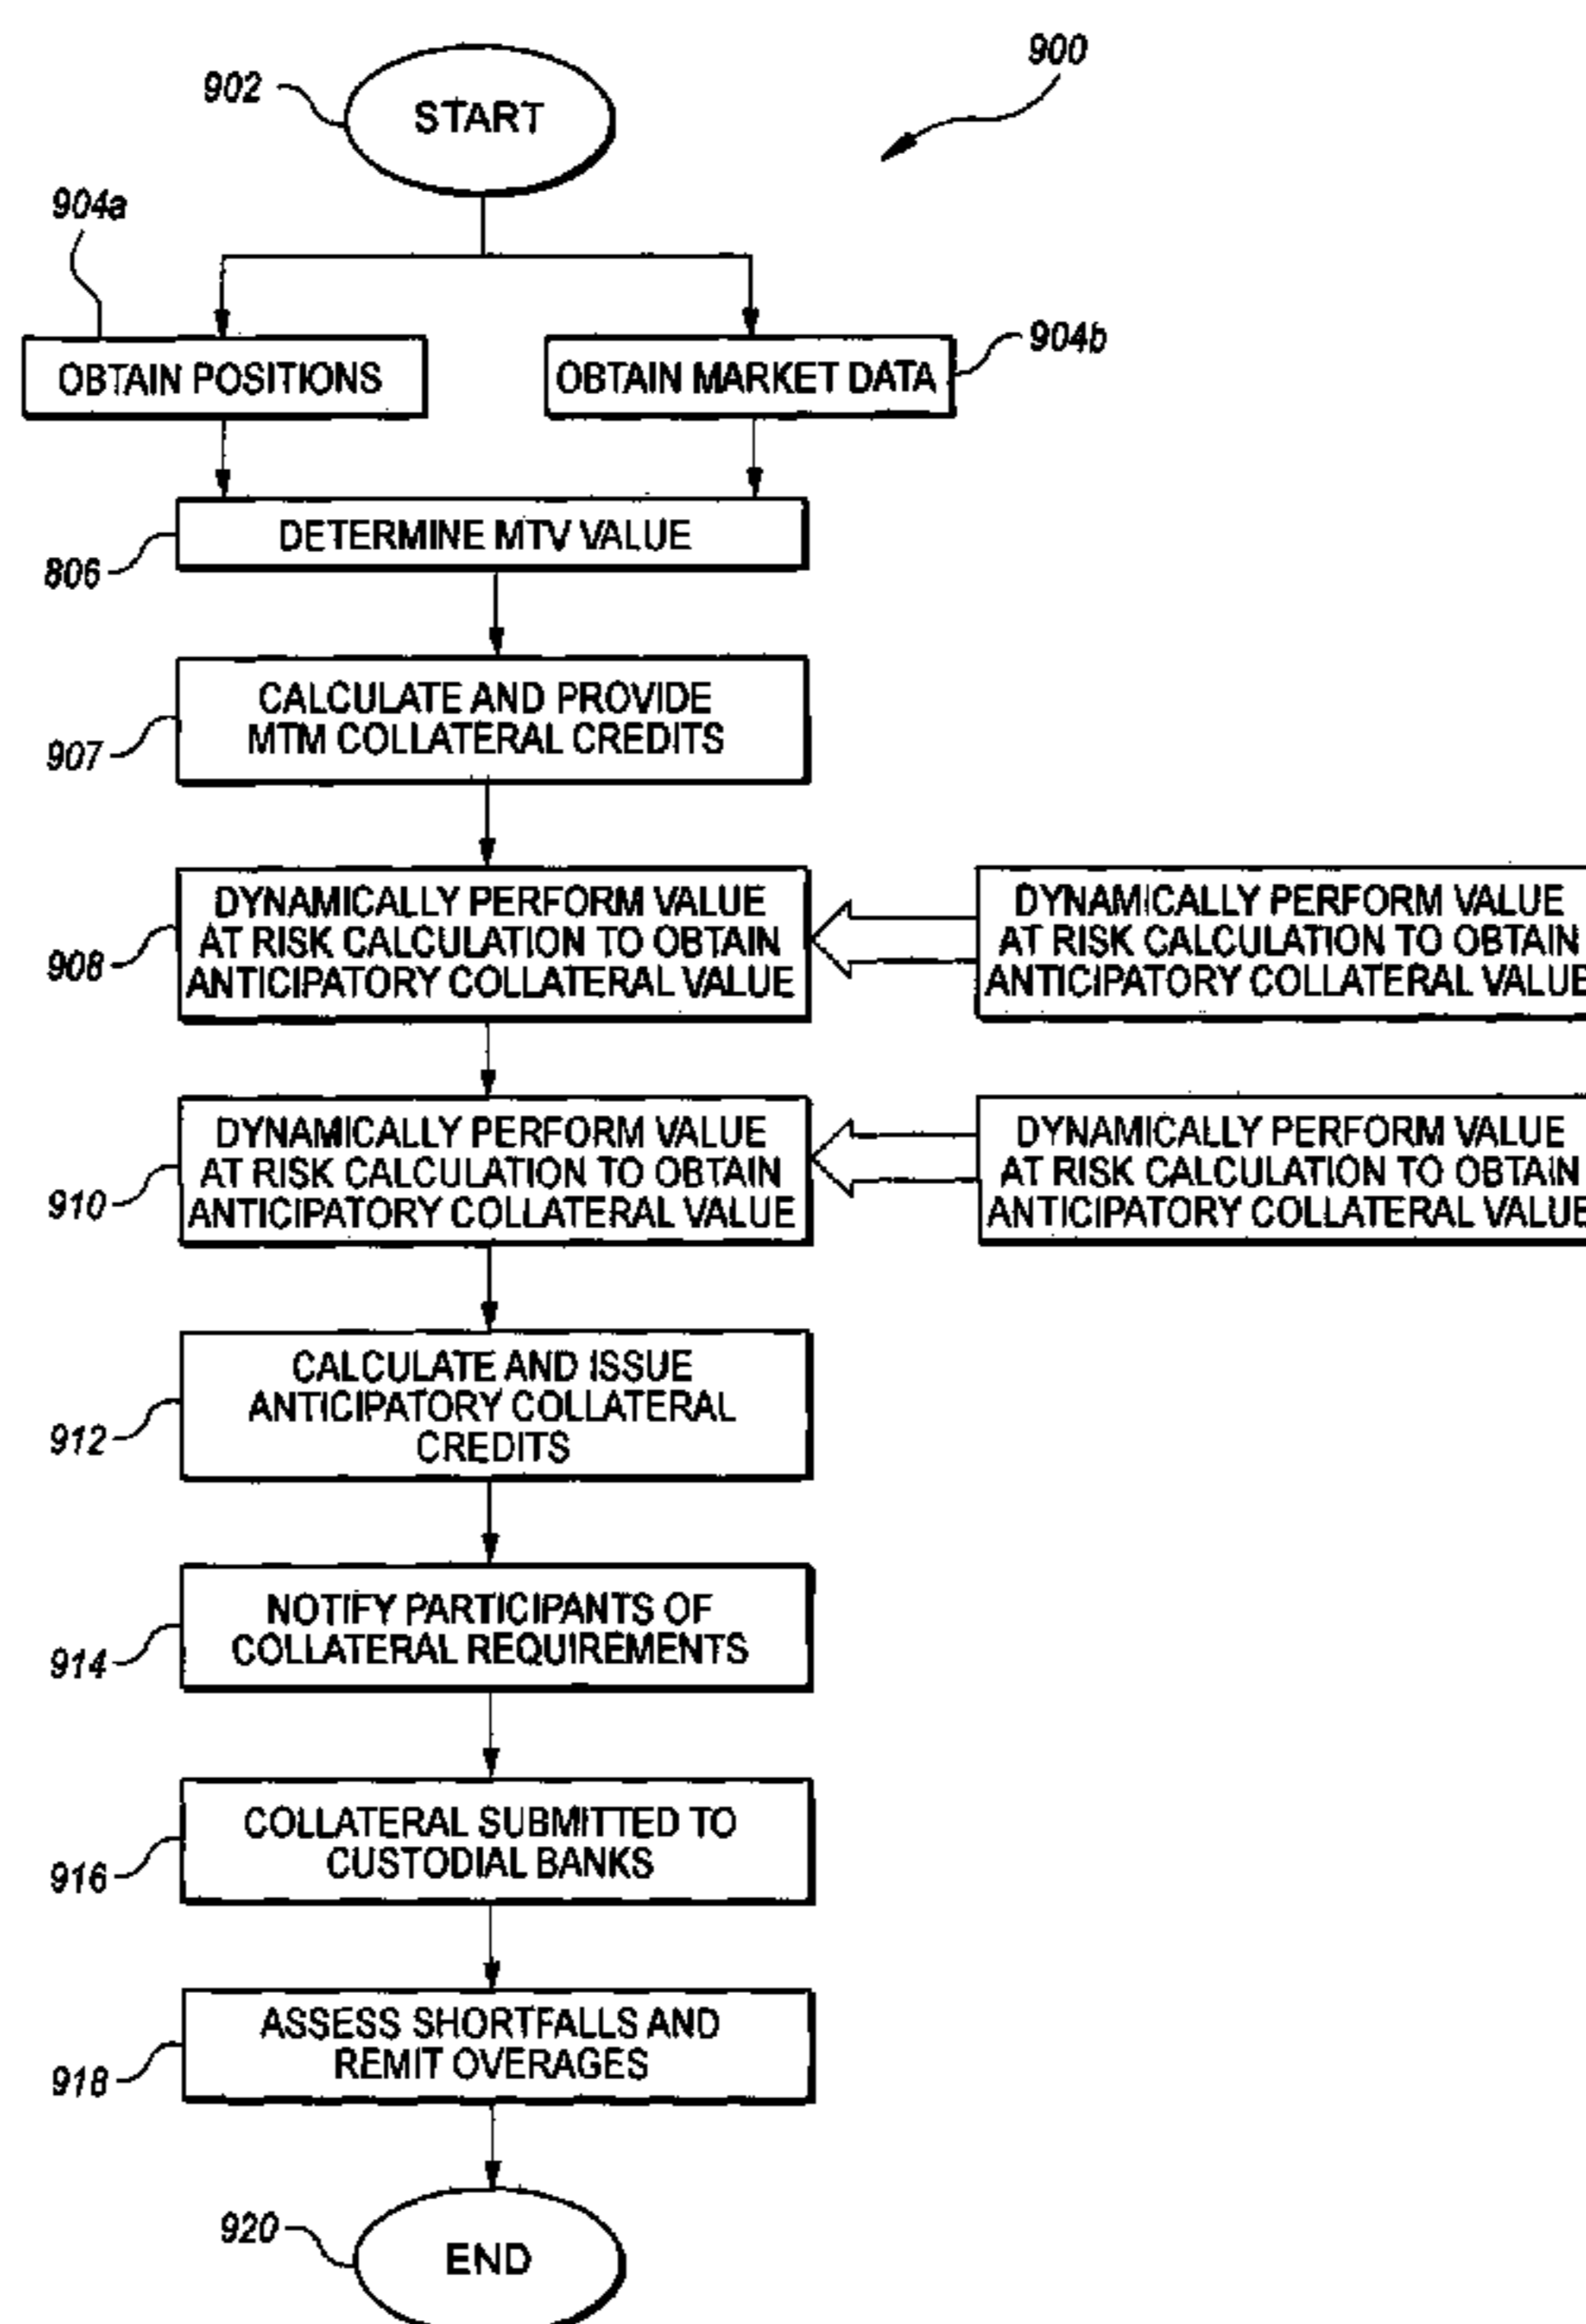 900
902
START
904a
904b
OBTAIN POSITIONS
OBTAIN MARKET DATA
DETERMINE MTV VALUE
806
CALCULATE AND PROVIDE
MTM COLLATERAL CREDITS
907
DYNAMICALLY PERFORM VALUE
AT RISK CALCULATION TO OBTAIN
ANTICIPATORY COLLATERAL VALUE
908
DYNAMICALLY PERFORM VALUE
AT RISK CALCULATION TO OBTAIN
ANTICIPATORY COLLATERAL VALUE
DYNAMICALLY PERFORM VALUE
AT RISK CALCULATION TO OBTAIN
ANTICIPATORY COLLATERAL VALUE
910
DYNAMICALLY PERFORM VALUE
AT RISK CALCULATION TO OBTAIN
ANTICIPATORY COLLATERAL VALUE
CALCULATE AND ISSUE
ANTICIPATORY COLLATERAL
CREDITS
912
NOTIFY PARTICIPANTS OF
COLLATERAL REQUIREMENTS
914
COLLATERAL SUBMITTED TO
CUSTODIAL BANKS
916
ASSESS SHORTFALLS AND
REMIT OVERAGES
918
920
END